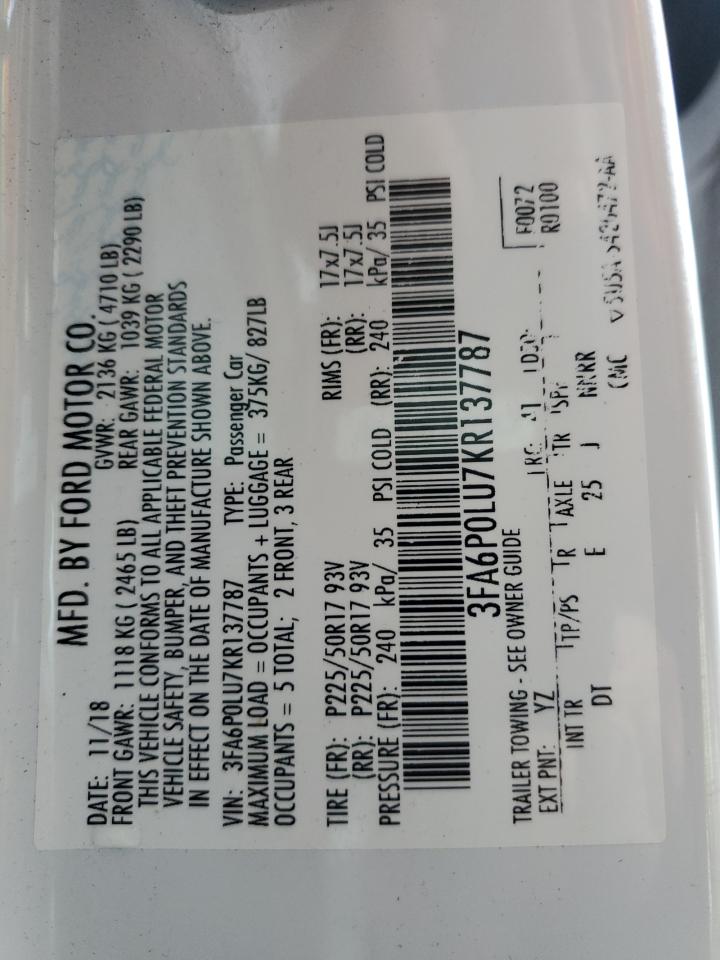 MFD. BY FORD MOTOR CO.
DATE: 11/18 GVWR: 2136 KG ( 4710 LB)
FRONT GAWR: 1118 KG ( 2465 LB) REAR GAWR: 1039 KG ( 2290 LB)
THIS VEHICLE CONFORMS TO ALL APPLICABLE FEDERAL MOTOR
VEHICLE SAFETY, BUMPER, AND THEFT PREVENTION STANDARDS
IN EFFECT ON THE DATE OF MANUFACTURE SHOWN ABOVE.
VIN: 3FA6P0LU7KR137787 TYPE: Passenger Car
MAXIMUM LOAD = OCCUPANTS + LUGGAGE = 375KG/ 827LB
OCCUPANTS = 5 TOTAL; 2 FRONT, 3 REAR
TIRE (FR): P225/50R17 93V RIMS (FR): 17x7.5J
(RR): P225/50R17 93V (RR): 17x7.5J
PRESSURE (FR): 240 kPa/ 35 PSI COLD (RR): 240 kPa/ 35 PSI COLD
3FA6P0LU7KR137787
TRAILER TOWING - SEE OWNER GUIDE
F0072
EXT PNT: YZ R0100
INT TR TP/PS R AXLE TR SPR
DT E 25 J